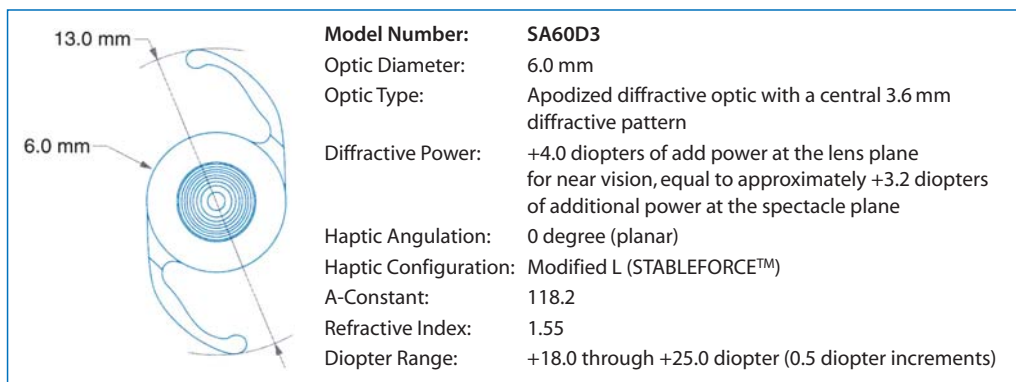 13.0 mm
6.0 mm
Model Number: SA60D3
Optic Diameter: 6.0 mm
Optic Type: Apodized diffractive optic with a central 3.6 mm
diffractive pattern
Diffractive Power: +4.0 diopters of add power at the lens plane
for near vision, equal to approximately +3.2 diopters
of additional power at the spectacle plane
Haptic Angulation: 0 degree (planar)
Haptic Configuration: Modified L (STABLEFORCE™)
A-Constant: 118.2
Refractive Index: 1.55
Diopter Range: +18.0 through +25.0 diopter (0.5 diopter increments)